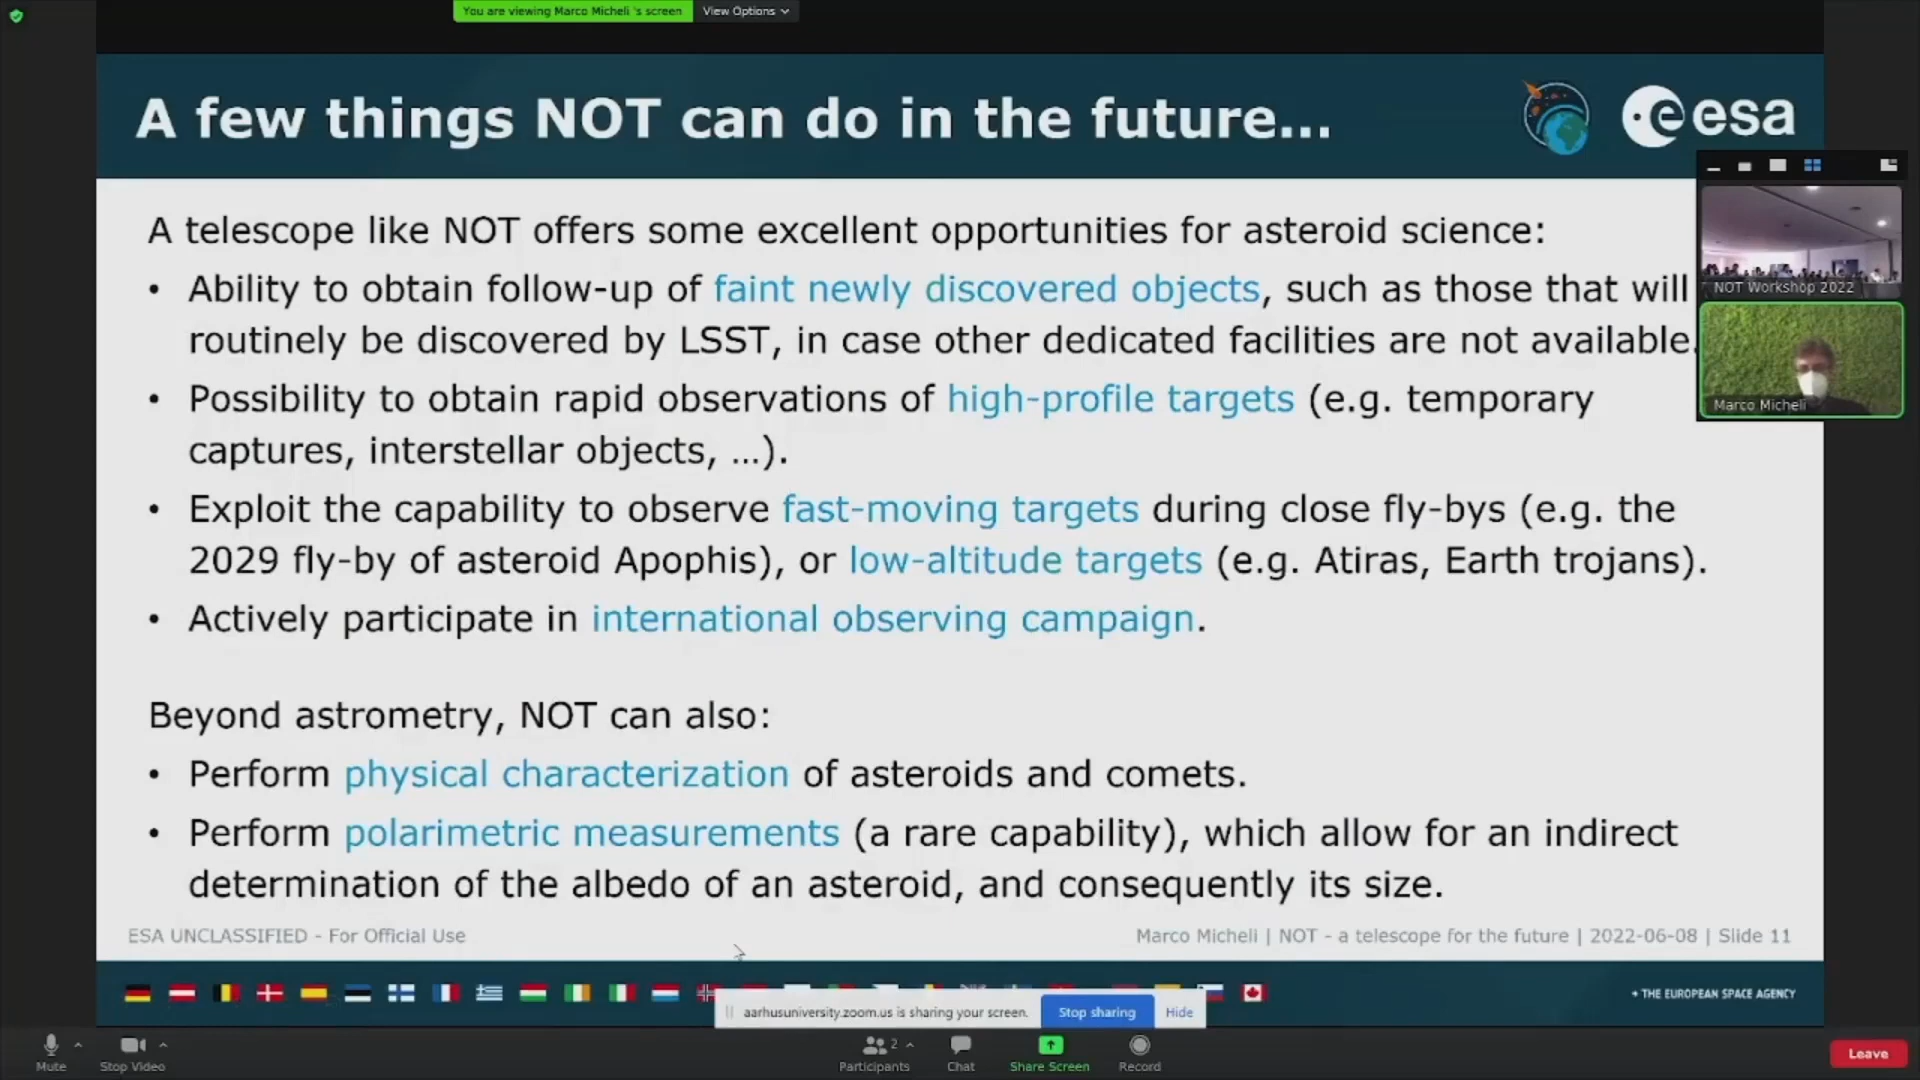 You are viewing Marco Micheli 's screen
View Options
A few things NOT can do in the future...
esa
A telescope like NOT offers some excellent opportunities for asteroid science:
• Ability to obtain follow-up of faint newly discovered objects, such as those that will
routinely be discovered by LSST, in case other dedicated facilities are not available.
• Possibility to obtain rapid observations of high-profile targets (e.g. temporary
captures, interstellar objects, ...).
• Exploit the capability to observe fast-moving targets during close fly-bys (e.g. the
2029 fly-by of asteroid Apophis), or low-altitude targets (e.g. Atiras, Earth trojans).
• Actively participate in international observing campaign.
Beyond astrometry, NOT can also:
• Perform physical characterization of asteroids and comets.
• Perform polarimetric measurements (a rare capability), which allow for an indirect
determination of the albedo of an asteroid, and consequently its size.
NOT Workshop 2022
Marco Micheli
ESA UNCLASSIFIED - For Official Use
Marco Micheli | NOT - a telescope for the future | 2022-06-08 | Slide 11
→ THE EUROPEAN SPACE AGENCY
aarhusuniversity.zoom.us is sharing your screen.
Stop sharing
Hide
Mute
Stop Video
2
Participants
Chat
Share Screen
Record
Leave